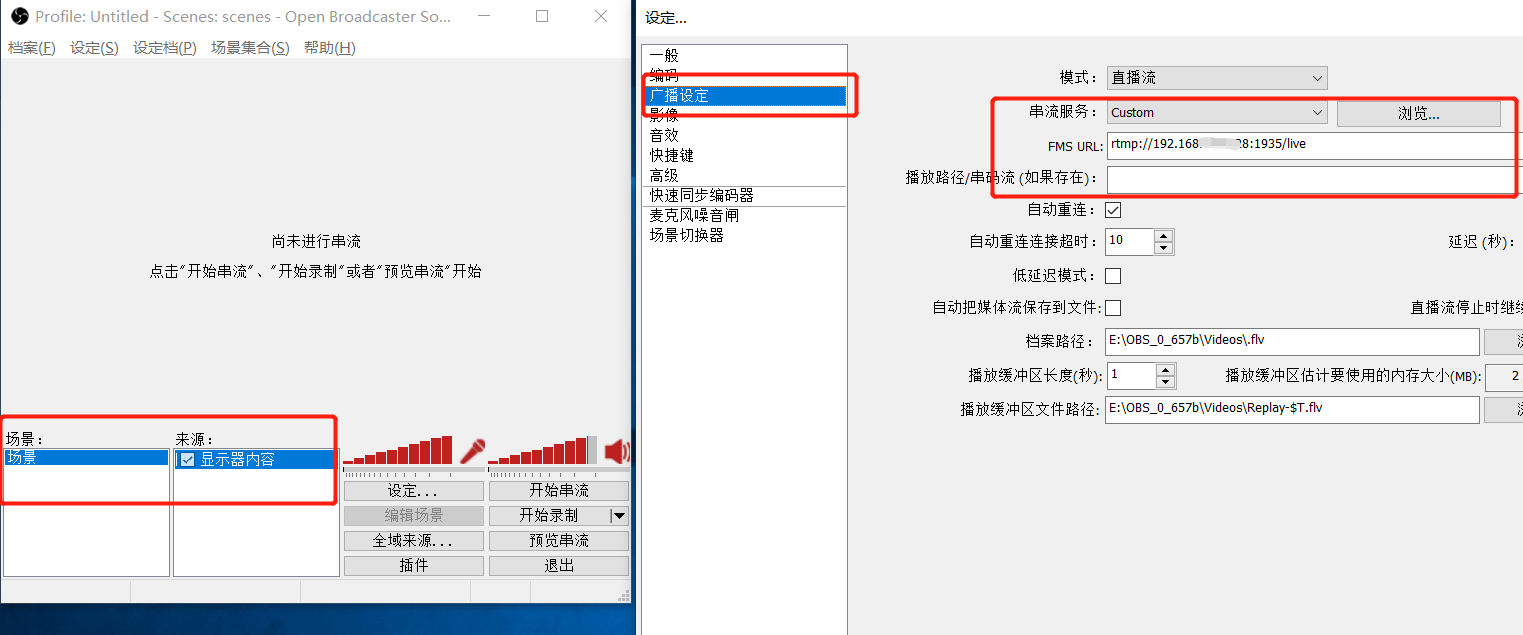 Profile: Untitled - Scenes: scenes - Open Broadcaster So...
档案(F) 设定(S) 设定档(P) 场景集合(S) 帮助(H)
尚未进行串流
点击"开始串流"、"开始录制"或者"预览串流"开始
场景：
场景
来源：
显示器内容
设定...
开始串流
编辑场景
开始录制
全域来源...
预览串流
插件
退出
设定...
一般
编码
广播设定
影像
音效
快捷键
高级
快速同步编码器
麦克风噪音闸
场景切换器
模式： 直播流
串流服务： Custom 浏览...
FMS URL: rtmp://192.168. 28:1935/live
播放路径/串码流 (如果存在)：
自动重连：
自动重连连接超时： 10 延迟 (秒)：
低延迟模式：
自动把媒体流保存到文件: 直播流停止时继续
档案路径： E:\OBS_0_657b\Videos\.flv
播放缓冲区长度(秒): 1 播放缓冲区估计要使用的内存大小(MB): 2
播放缓冲区文件路径: E:\OBS_0_657b\Videos\Replay-$T.flv